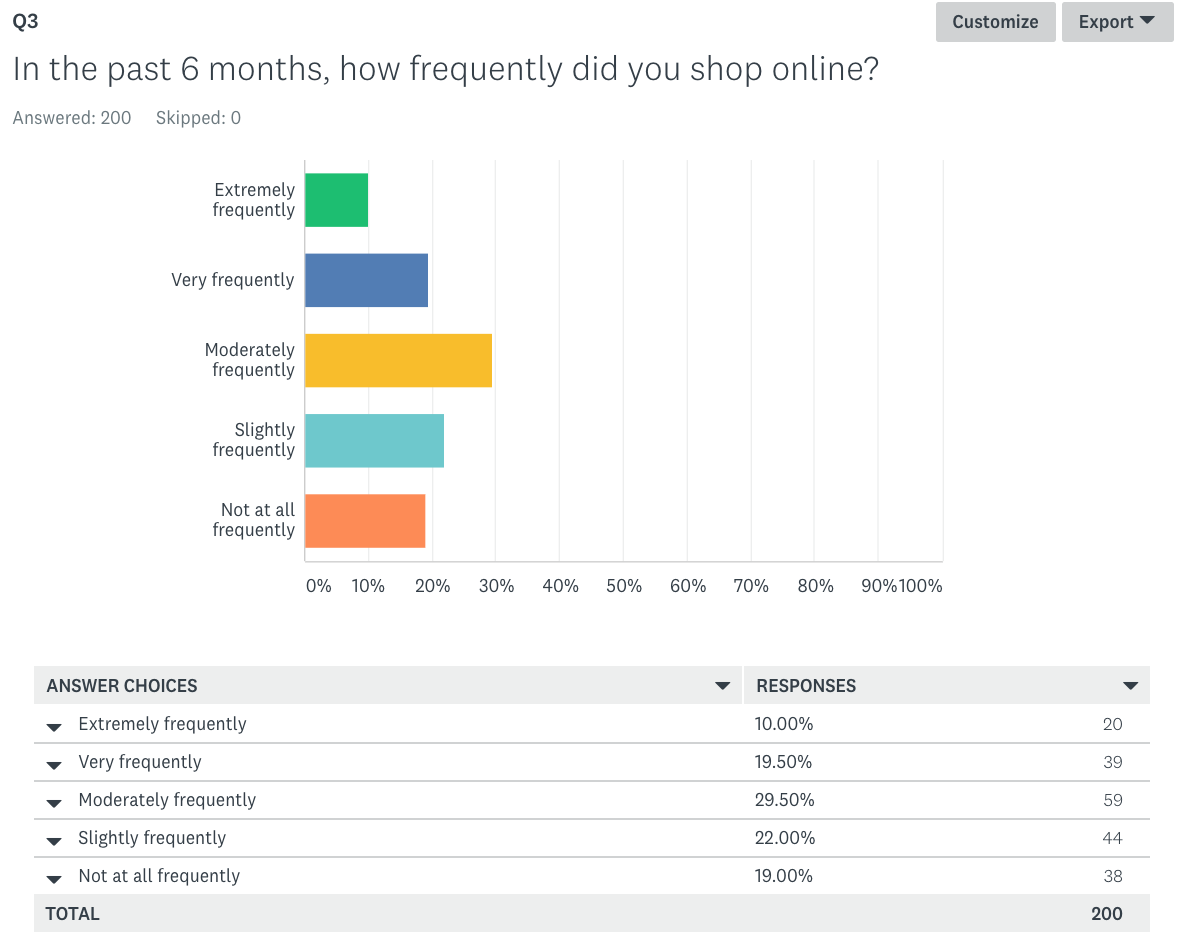 Q3
Customize
Export
In the past 6 months, how frequently did you shop online?
Answered: 200 Skipped: 0
Extremely
frequently
Very frequently
Moderately
frequently
Slightly
frequently
Not at all
frequently
0% 10% 20% 30% 40% 50% 60% 70% 80% 90% 100%
ANSWER CHOICES RESPONSES
Extremely frequently 10.00% 20
Very frequently 19.50% 39
Moderately frequently 29.50% 59
Slightly frequently 22.00% 44
Not at all frequently 19.00% 38
TOTAL 200